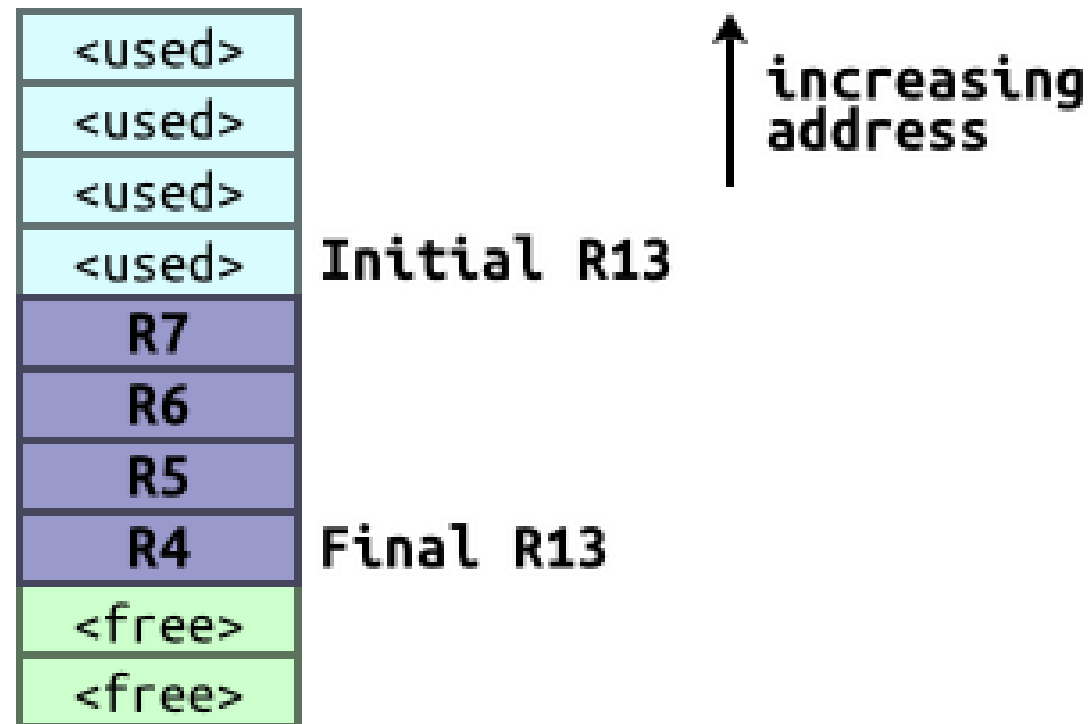 <used>
increasing
address
<used>
<used>
<used> Initial R13
R7
R6
R5
R4 Final R13
<free>
<free>